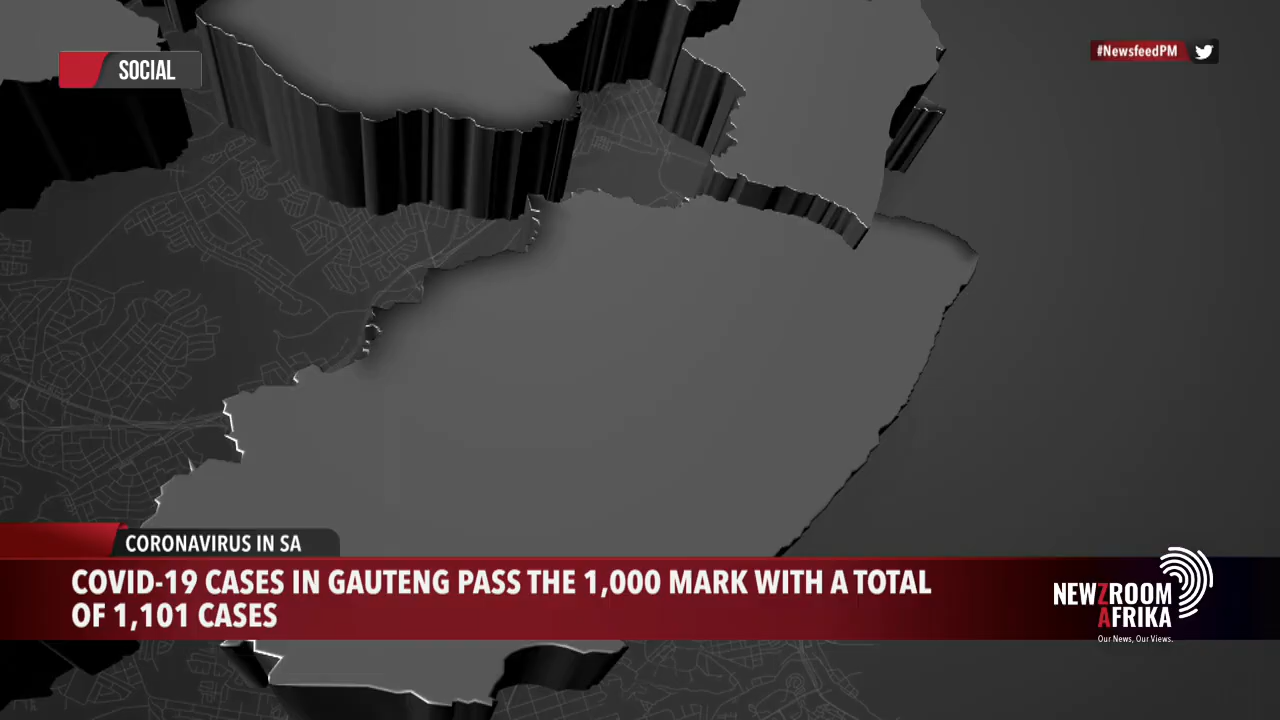 SOCIAL
#NewsfeedPM
CORONAVIRUS IN SA
COVID-19 CASES IN GAUTENG PASS THE 1,000 MARK WITH A TOTAL
OF 1,101 CASES
NEWZROOM
AFRIKA
Our News, Our Views.